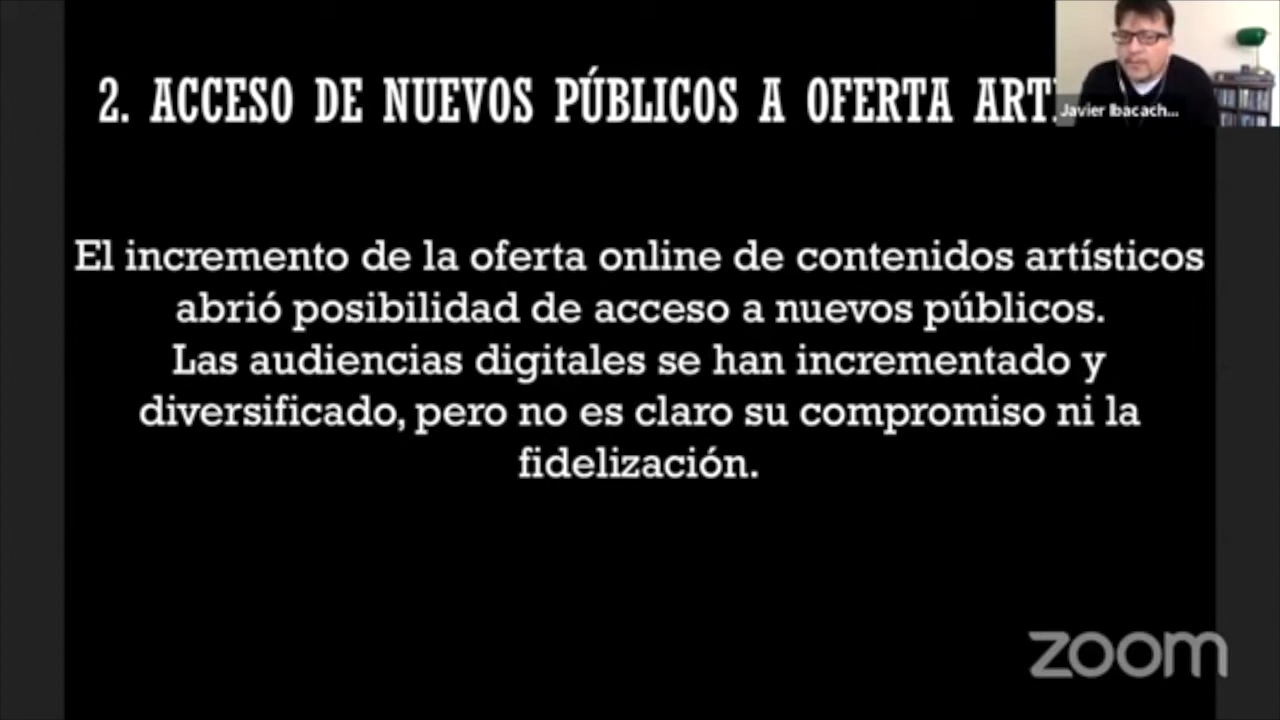 2. ACCESO DE NUEVOS PÚBLICOS A OFERTA
Javier Ibacach...
El incremento de la oferta online de contenidos artísticos
abrió posibilidad de acceso a nuevos públicos.
Las audiencias digitales se han incrementado y
diversificado, pero no es claro su compromiso ni la
fidelización.
zoom